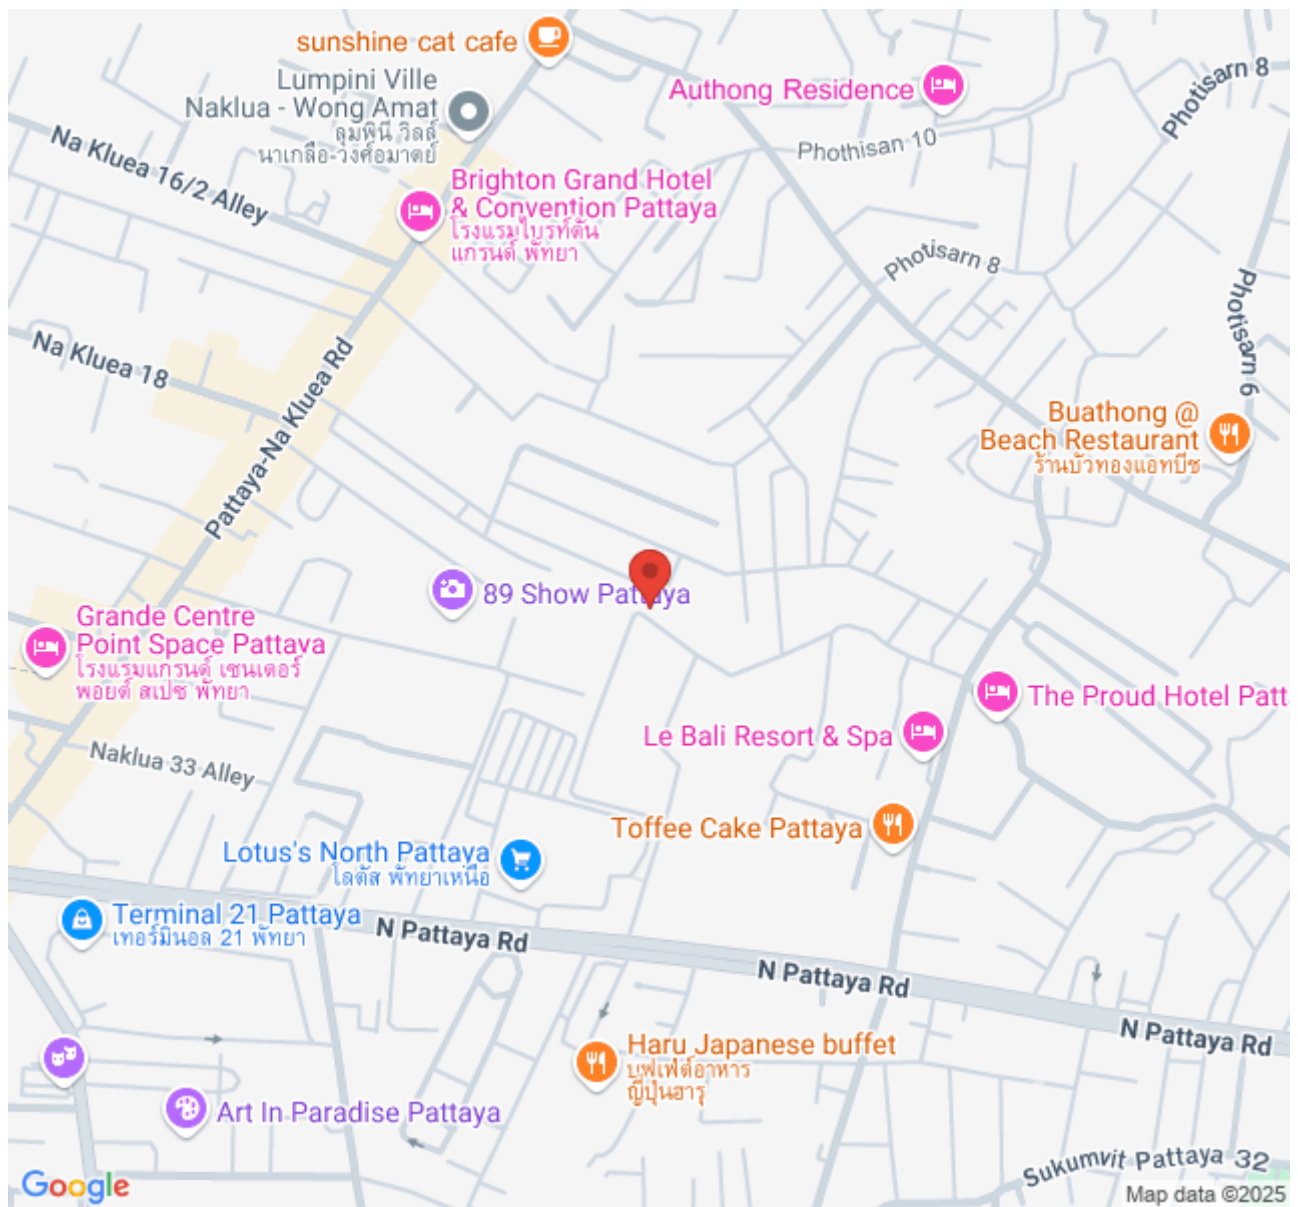 sunshine cat cafe
Lumpini Ville
Naklua - Wong Amat
ลุมพินี วิลล์
นาเกลือ-วงศ์อมาตย์
Authong Residence
Photisarn 8
Phothisan 10
Na Kluea 16/2 Alley
Brighton Grand Hotel
& Convention Pattaya
โรงแรมไบรท์ตัน
แกรนด์ พัทยา
Photisarn 8
Photisarn 6
Na Kluea 18
Pattaya-Na Kluea Rd
Buathong @
Beach Restaurant
ร้านบัวทองแอทบีช
89 Show Pattaya
Grande Centre
Point Space Pattaya
โรงแรมแกรนด์ เซนเตอร์
พอยต์ สเปซ พัทยา
The Proud Hotel Patt
Le Bali Resort & Spa
Naklua 33 Alley
Toffee Cake Pattaya
Lotus's North Pattaya
โลตัส พัทยาเหนือ
Terminal 21 Pattaya
เทอร์มินอล 21 พัทยา
N Pattaya Rd
N Pattaya Rd
N Pattaya Rd
Haru Japanese buffet
บุฟเฟ่ต์อาหาร
ญี่ปุ่นฮารุ
Art In Paradise Pattaya
Sukumvit Pattaya 32
Google
Map data ©2025